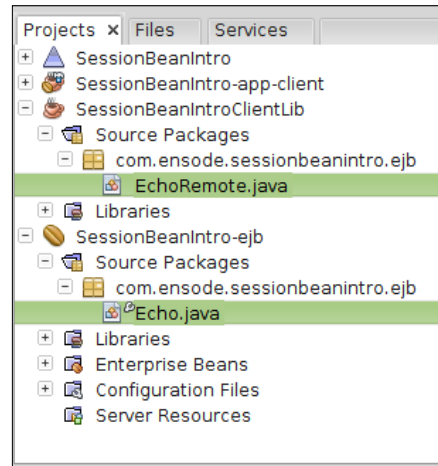 Projects × Files Services
SessionBeanIntro
SessionBeanIntro-app-client
SessionBeanIntroClientLib
Source Packages
com.ensode.sessionbeanintro.ejb
EchoRemote.java
Libraries
SessionBeanIntro-ejb
Source Packages
com.ensode.sessionbeanintro.ejb
Echo.java
Libraries
Enterprise Beans
Configuration Files
Server Resources